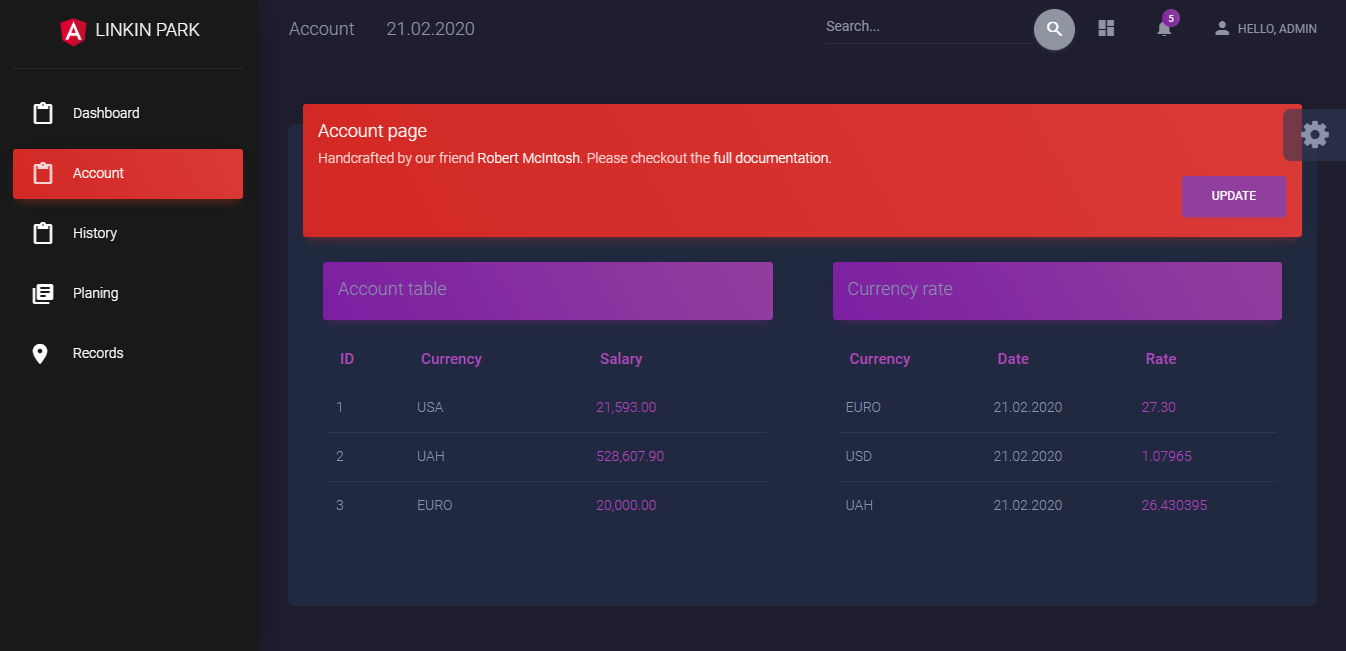 LINKIN PARK
Dashboard
Account
History
Planing
Records
Account 21.02.2020
Search...
5
HELLO, ADMIN
Account page
Handcrafted by our friend Robert McIntosh. Please checkout the full documentation.
UPDATE
Account table
ID Currency Salary
1 USA 21,593.00
2 UAH 528,607.90
3 EURO 20,000.00
Currency rate
Currency Date Rate
EURO 21.02.2020 27.30
USD 21.02.2020 1.07965
UAH 21.02.2020 26.430395